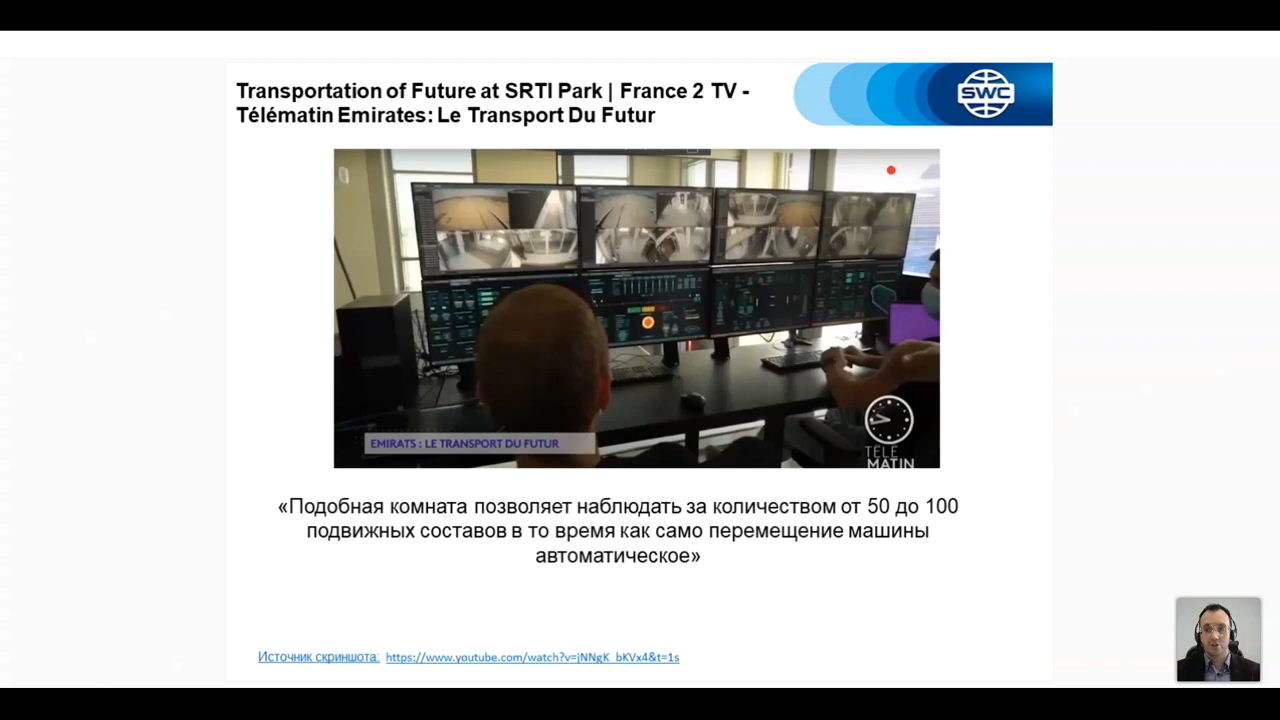 Transportation of Future at SRTI Park | France 2 TV -
Télématin Emirates: Le Transport Du Futur
SWC
EMIRATS : LE TRANSPORT DU FUTUR
TÉLÉ
MATIN
«Подобная комната позволяет наблюдать за количеством от 50 до 100
подвижных составов в то время как само перемещение машины
автоматическое»
Источник скриншота: https://www.youtube.com/watch?v=jNNgK_bKVx4&t=1s